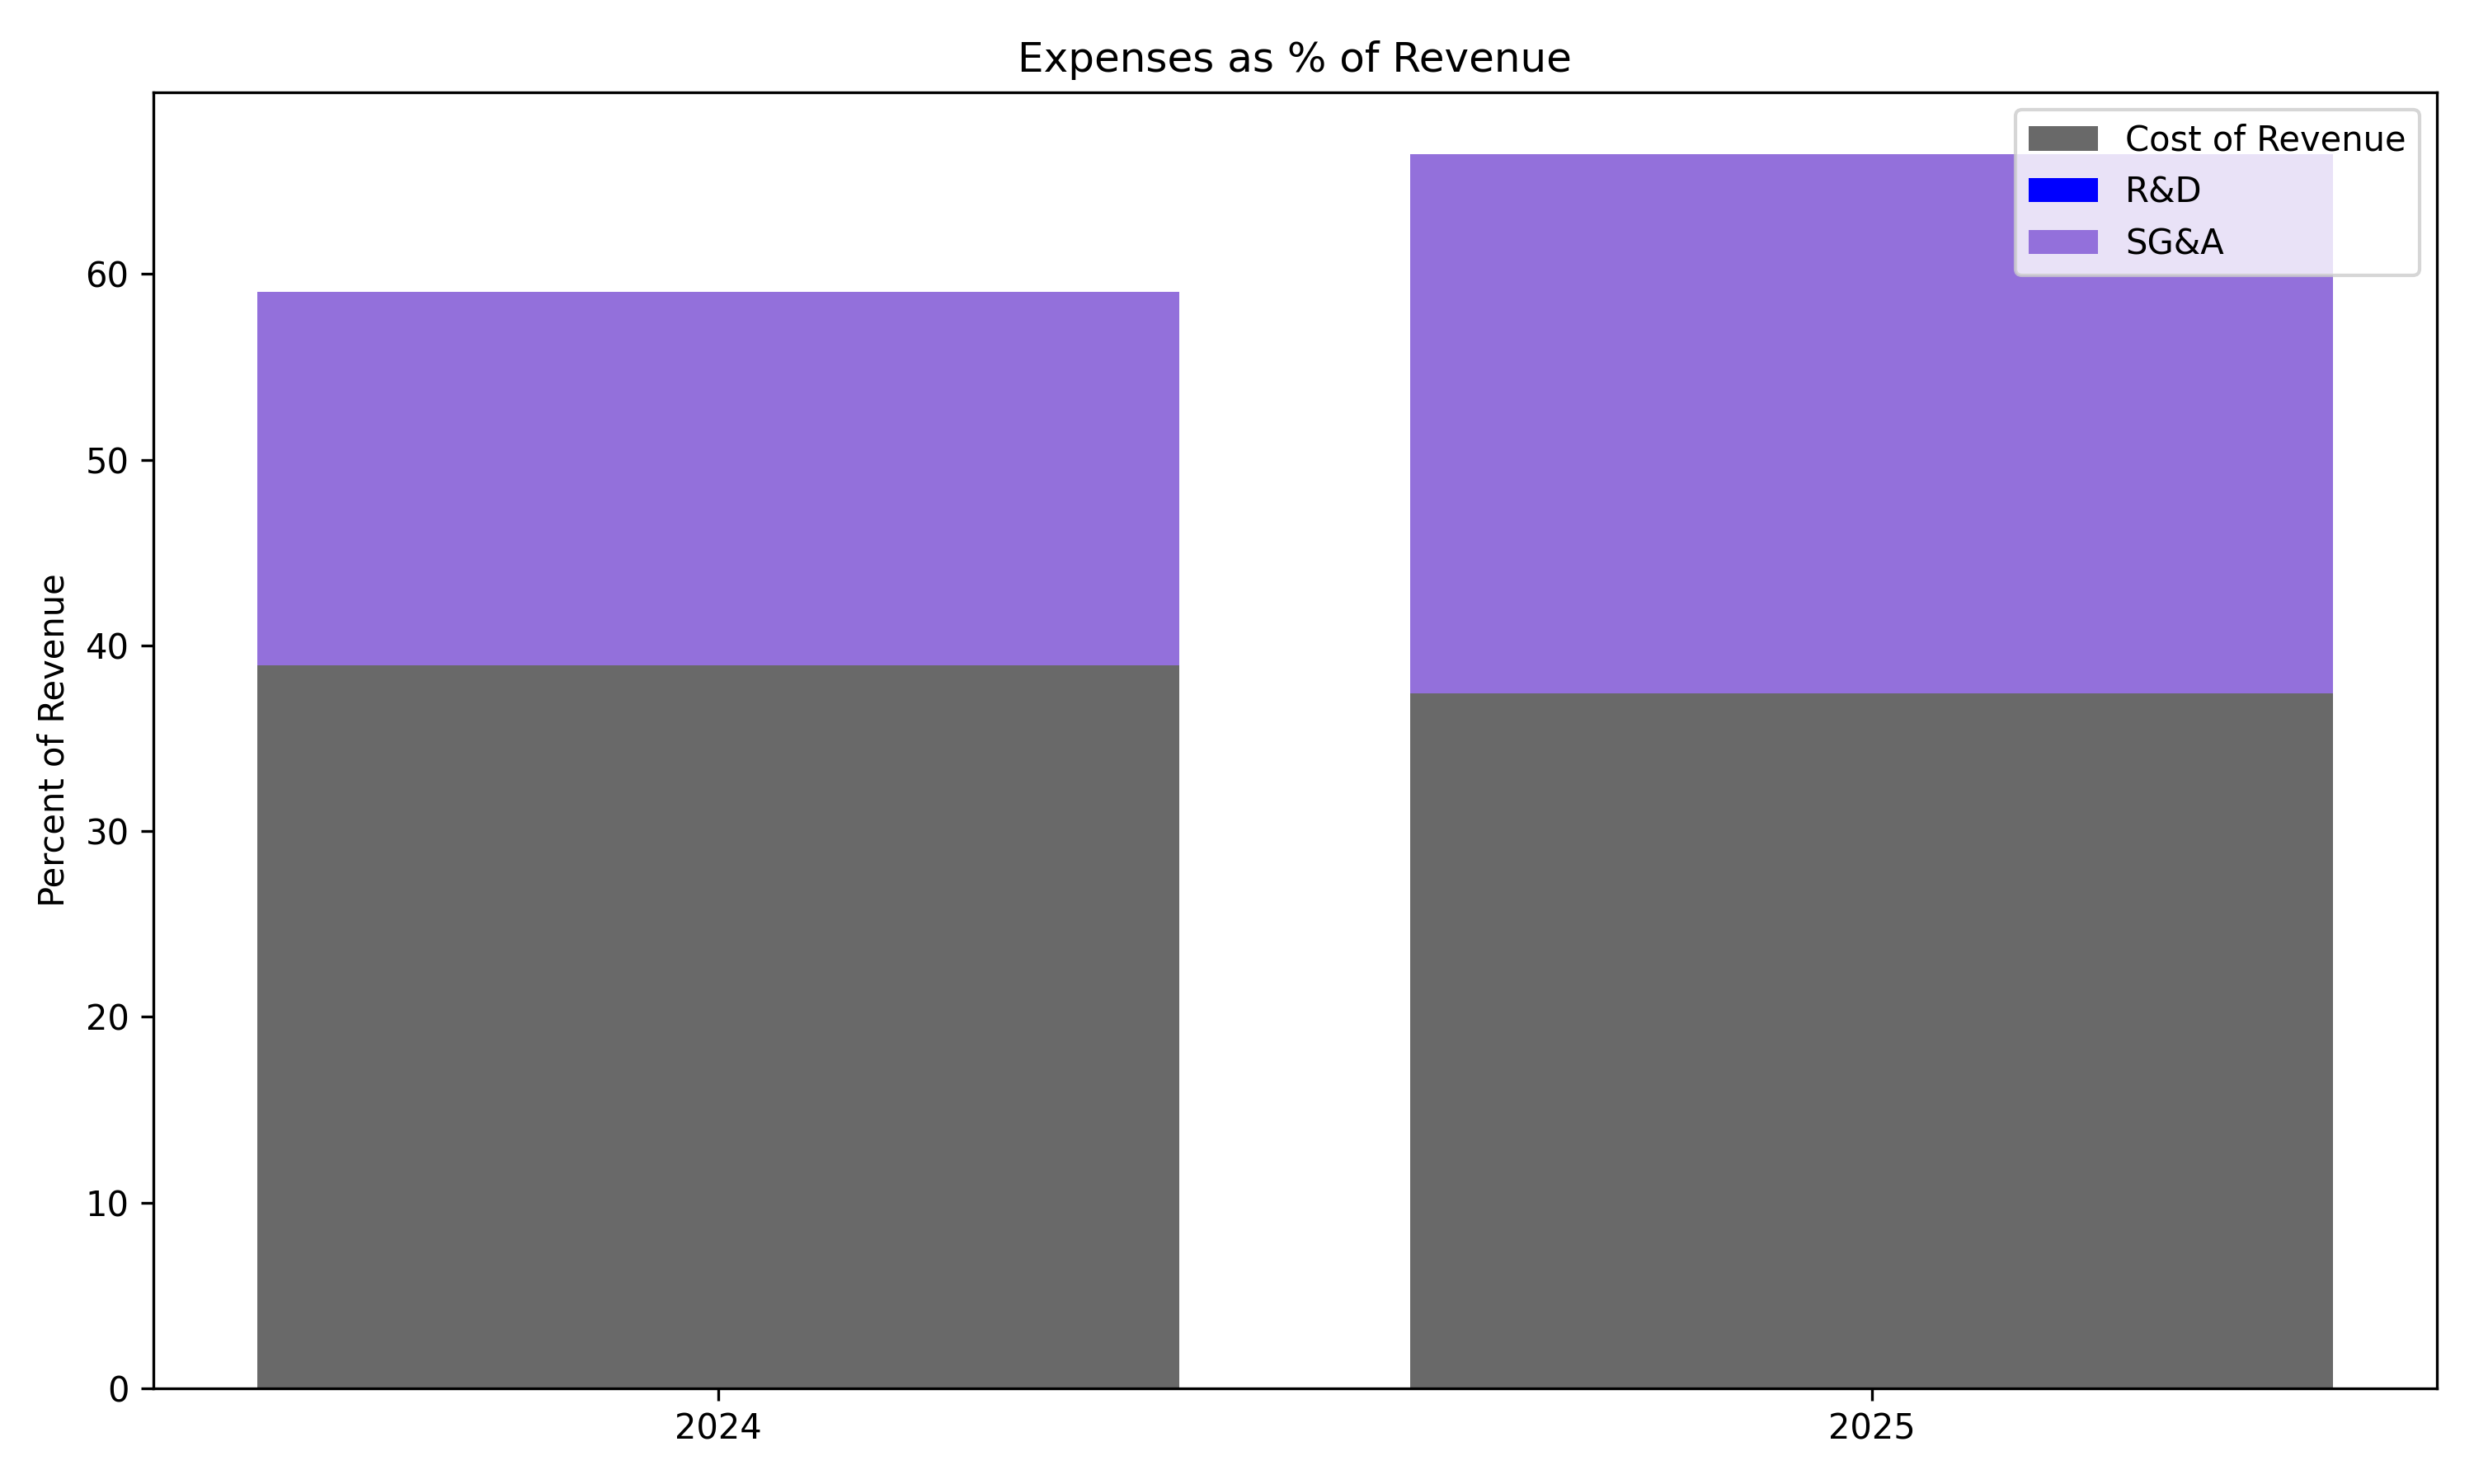 Expenses as % of Revenue
Cost of Revenue
R&D
SG&A
Percent of Revenue
60
50
40
30
20
10
0
2024
2025